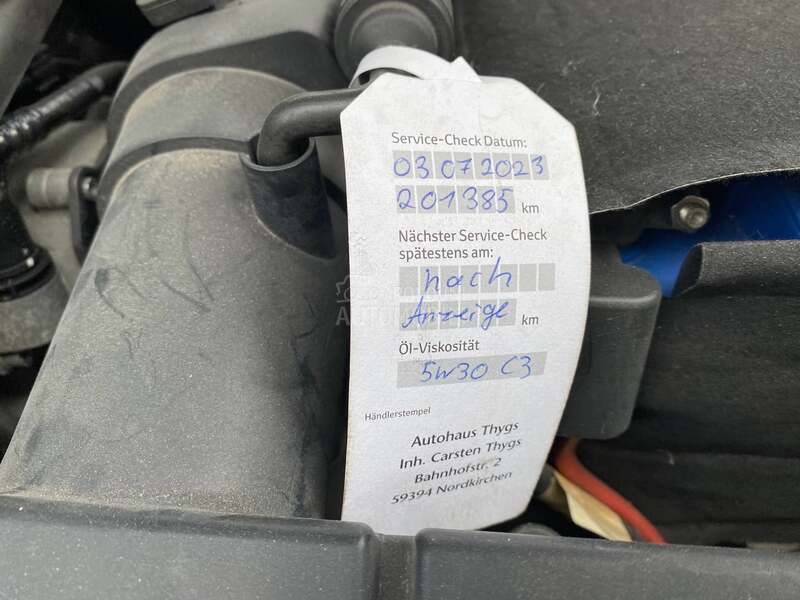 Service-Check Datum:
03 07 2023
201385 km
Nächster Service-Check
spätestens am:
nach
Anzeige km
Öl-Viskosität
5W30 C3
Händlerstempel
Autohaus Thygs
Inh. Carsten Thygs
Bahnhofstr. 2
59394 Nordkirchen